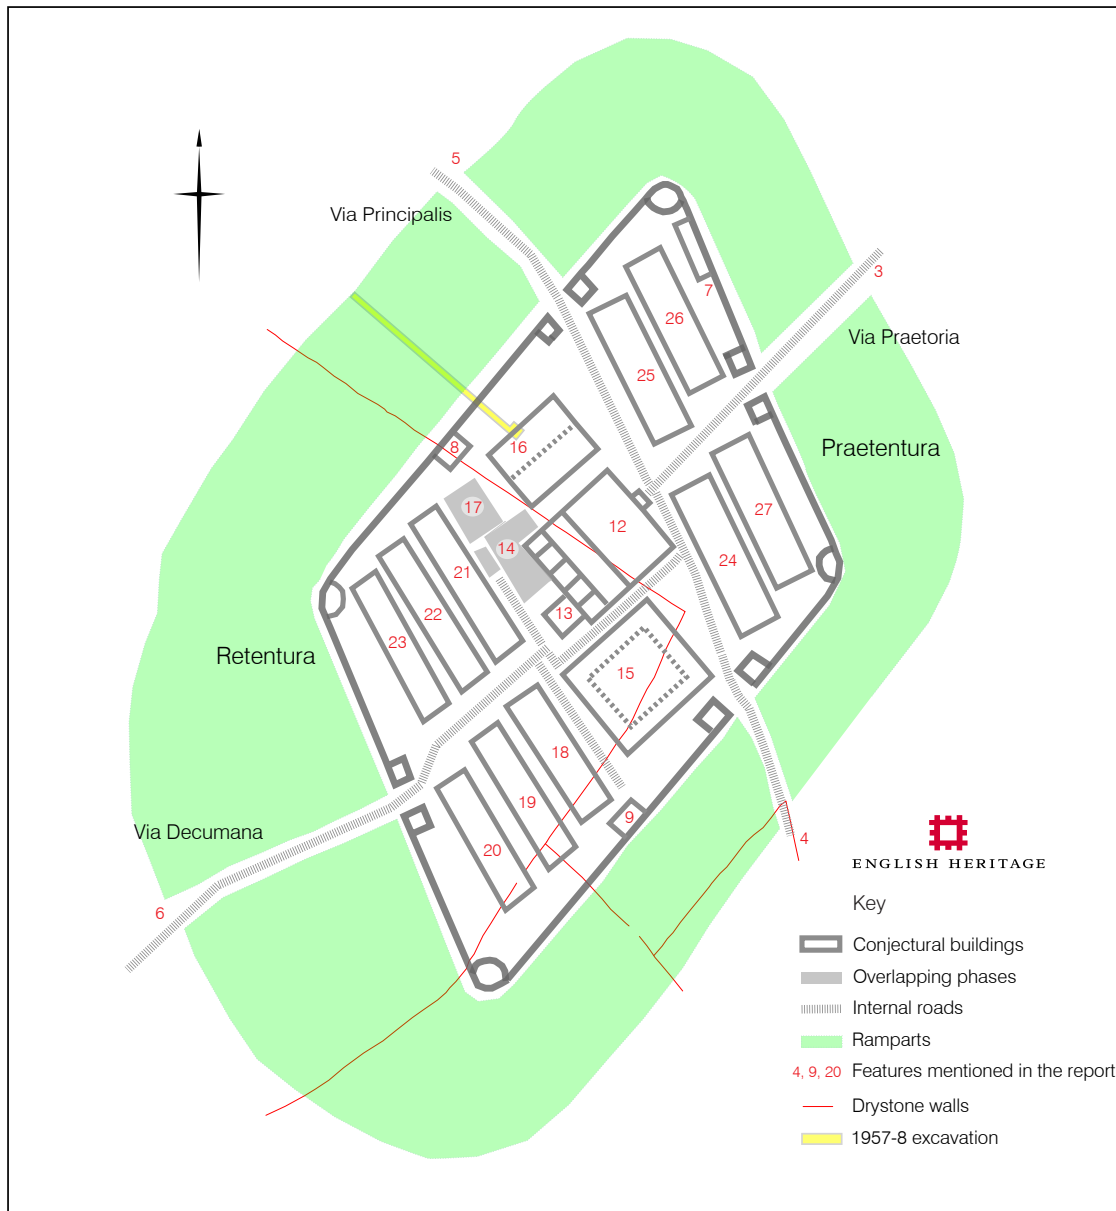 5
Via Principalis
3
7
26
Via Praetoria
25
8
16
Praetentura
17
12
27
14
24
21
22
13
23
Retentura
15
18
19
9
Via Decumana
20
4
6
ENGLISH HERITAGE
Key
Conjectural buildings
Overlapping phases
Internal roads
Ramparts
4, 9, 20 Features mentioned in the report
Drystone walls
1957-8 excavation